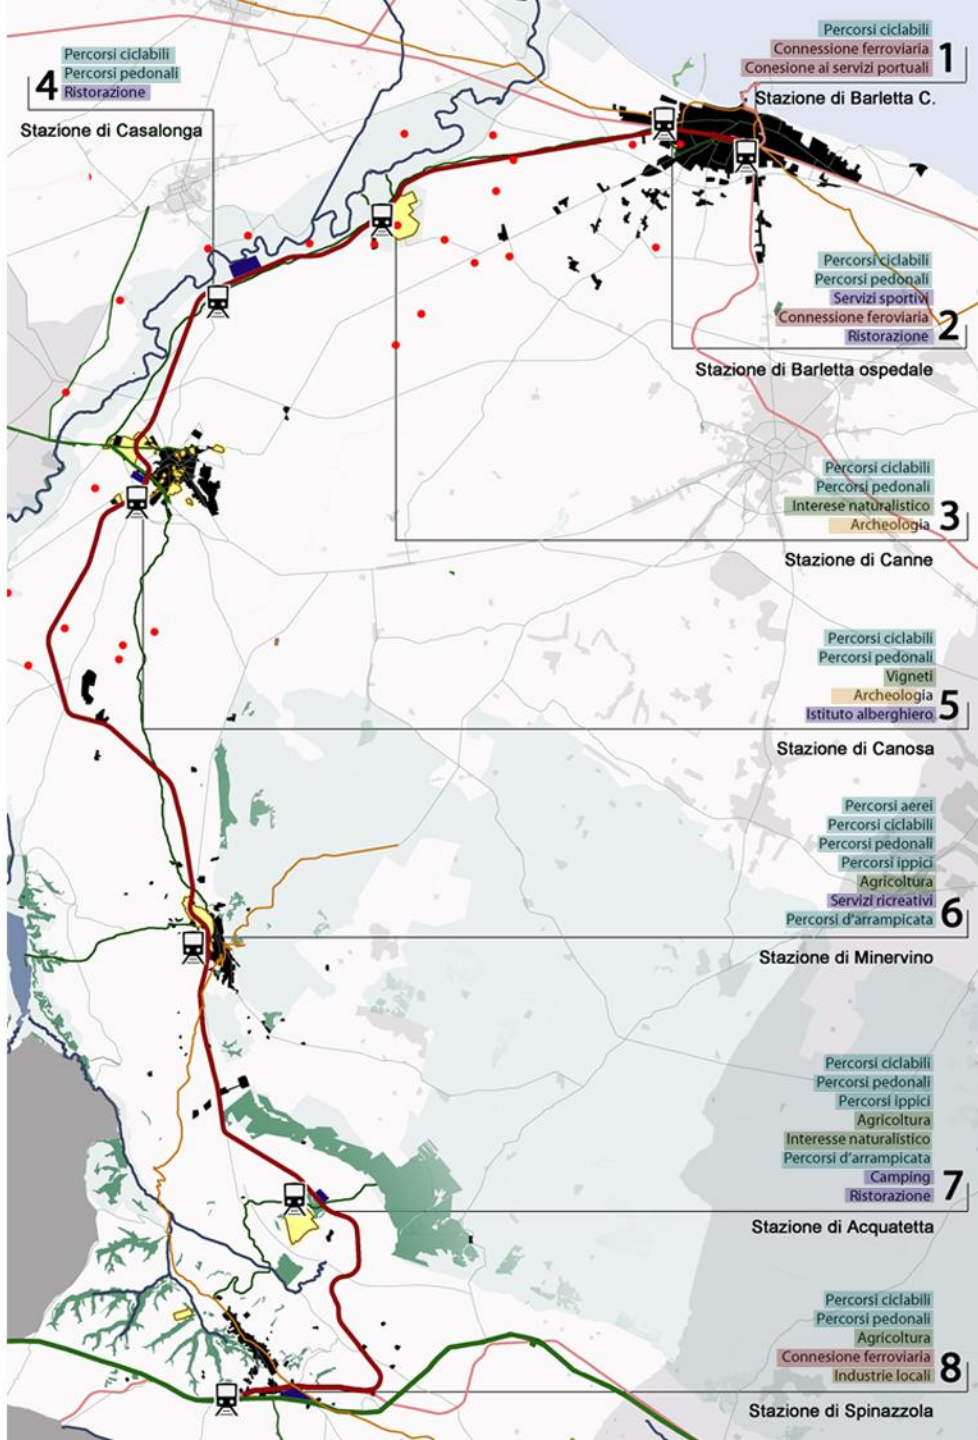 Percorsi ciclabili
Percorsi pedonali
Ristorazione
4
Stazione di Casalonga
Percorsi ciclabili
Connessione ferroviaria
Conesione ai servizi portuali
1
Stazione di Barletta C.
Percorsi ciclabili
Percorsi pedonali
Servizi sportivi
Connessione ferroviaria
Ristorazione
2
Stazione di Barletta ospedale
Percorsi ciclabili
Percorsi pedonali
Interese naturalistico
Archeologia
3
Stazione di Canne
Percorsi ciclabili
Percorsi pedonali
Vigneti
Archeologia
Istituto alberghiero
5
Stazione di Canosa
Percorsi aerei
Percorsi ciclabili
Percorsi pedonali
Percorsi ippici
Agricoltura
Servizi ricreativi
Percorsi d'arrampicata
6
Stazione di Minervino
Percorsi ciclabili
Percorsi pedonali
Percorsi ippici
Agricoltura
Interesse naturalistico
Percorsi d'arrampicata
Camping
Ristorazione
7
Stazione di Acquatetta
Percorsi ciclabili
Percorsi pedonali
Agricoltura
Connesione ferroviaria
Industrie locali
8
Stazione di Spinazzola